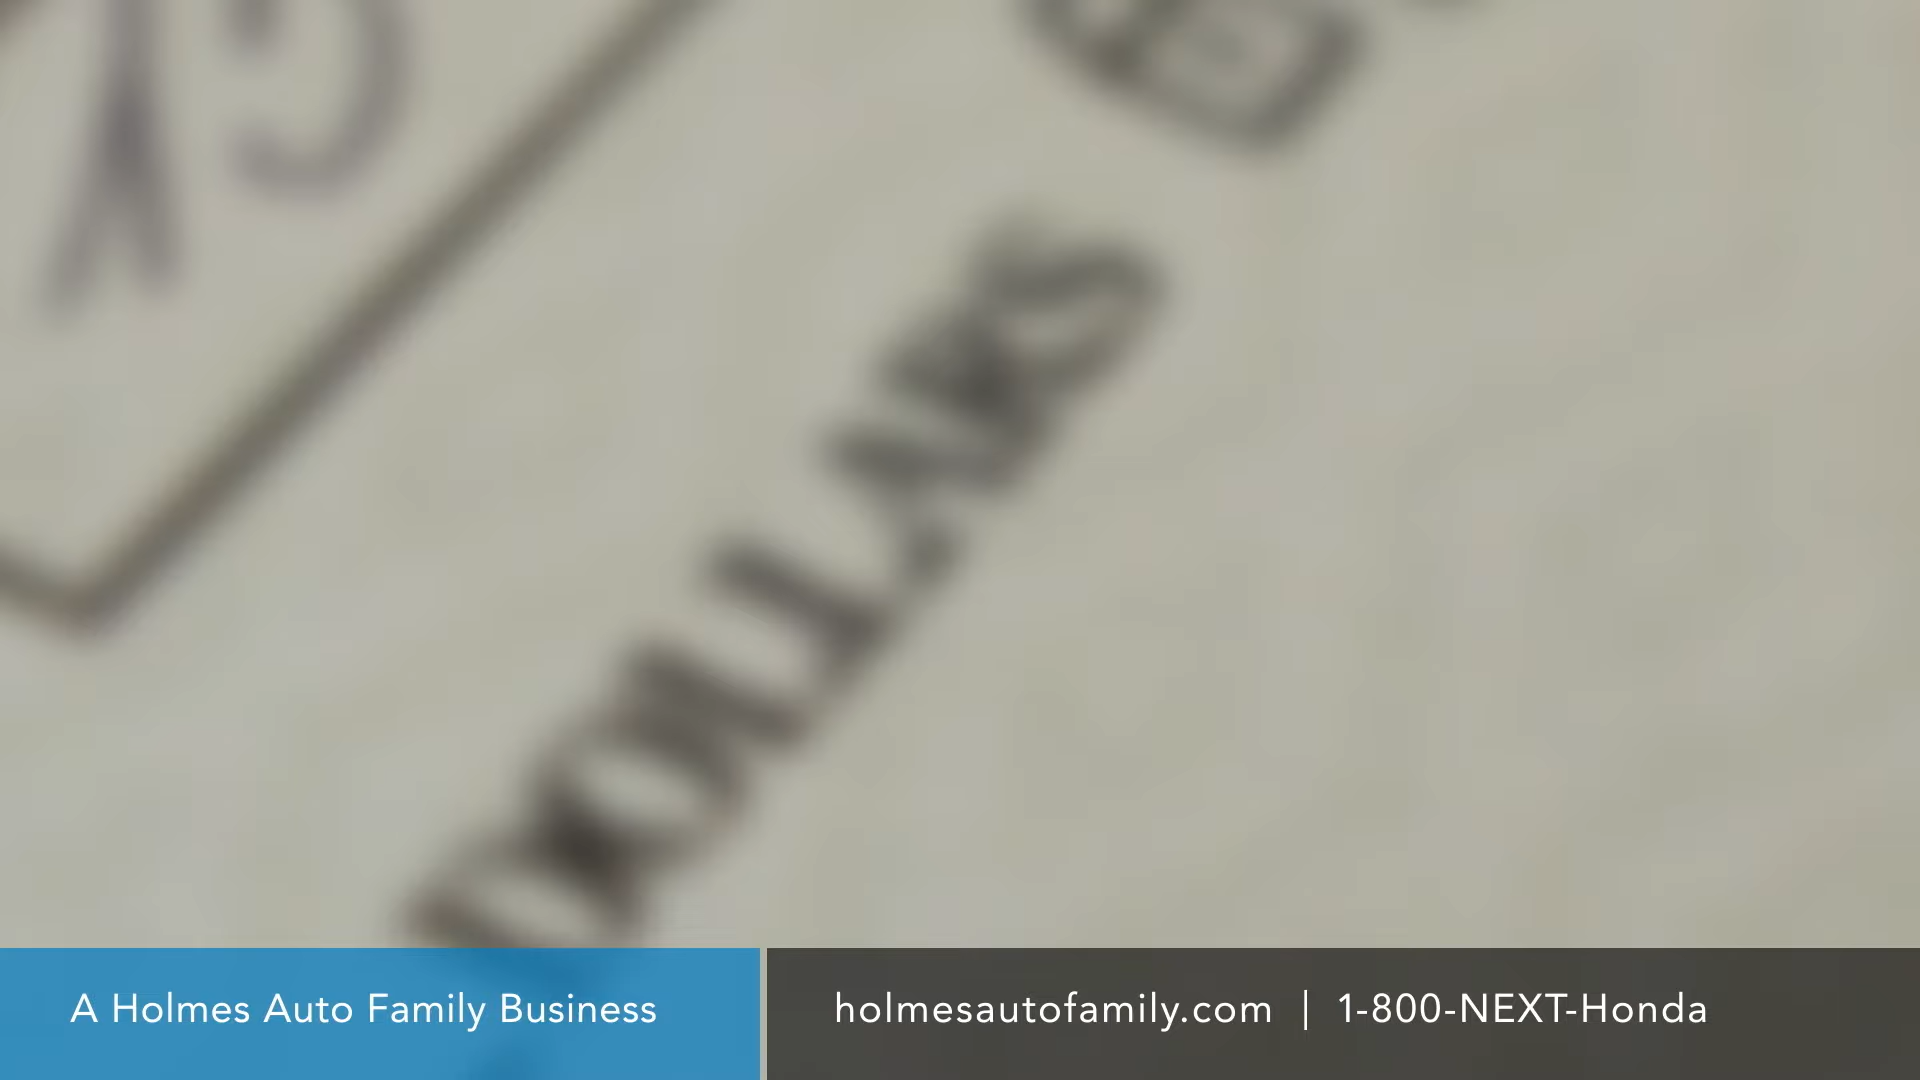 DOLLARS
A Holmes Auto Family Business
holmesautofamily.com | 1-800-NEXT-Honda